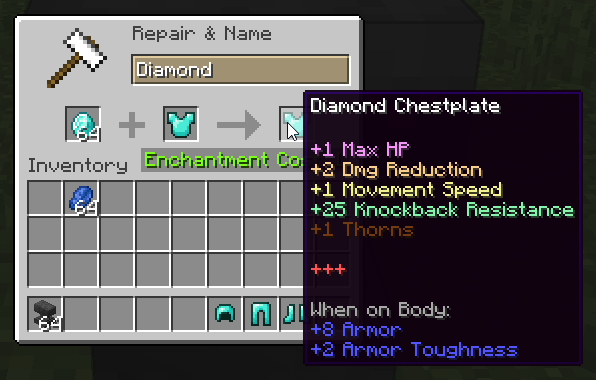 Repair & Name
Diamond
64
Diamond Chestplate
+1 Max HP
+2 Dmg Reduction
+1 Movement Speed
+25 Knockback Resistance
+1 Thorns
+++
When on Body:
+8 Armor
+2 Armor Toughness
Inventory
Enchantment Co
64
64